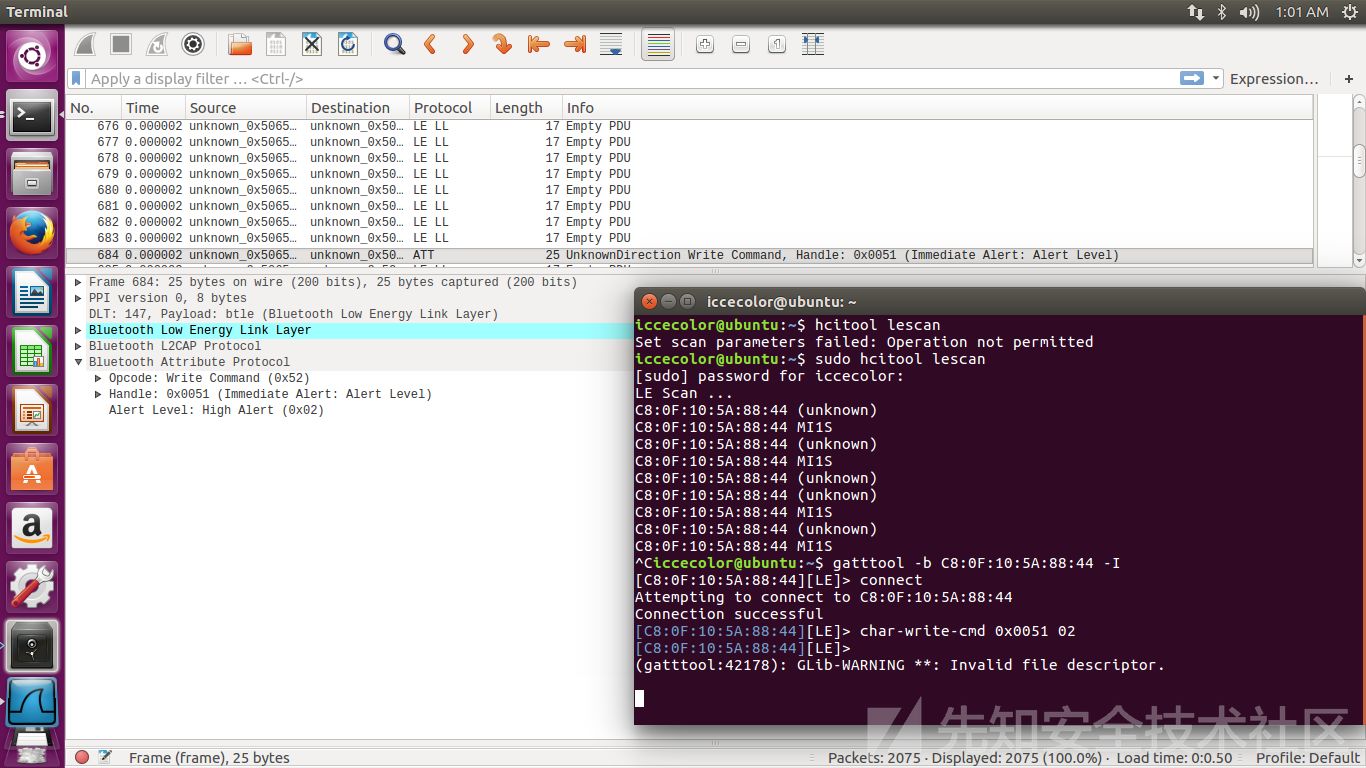 Terminal
1:01 AM
Apply a display filter … <Ctrl-/>
Expression…
+
No. Time Source Destination Protocol Length Info
676 0.000002 unknown_0x5065… unknown_0x50… LE LL 17 Empty PDU
677 0.000002 unknown_0x5065… unknown_0x50… LE LL 17 Empty PDU
678 0.000002 unknown_0x5065… unknown_0x50… LE LL 17 Empty PDU
679 0.000002 unknown_0x5065… unknown_0x50… LE LL 17 Empty PDU
680 0.000002 unknown_0x5065… unknown_0x50… LE LL 17 Empty PDU
681 0.000002 unknown_0x5065… unknown_0x50… LE LL 17 Empty PDU
682 0.000002 unknown_0x5065… unknown_0x50… LE LL 17 Empty PDU
683 0.000002 unknown_0x5065… unknown_0x50… LE LL 17 Empty PDU
684 0.000002 unknown_0x5065… unknown_0x50… ATT 25 UnknownDirection Write Command, Handle: 0x0051 (Immediate Alert: Alert Level)
Frame 684: 25 bytes on wire (200 bits), 25 bytes captured (200 bits)
PPI version 0, 8 bytes
DLT: 147, Payload: btle (Bluetooth Low Energy Link Layer)
Bluetooth Low Energy Link Layer
Bluetooth L2CAP Protocol
Bluetooth Attribute Protocol
Opcode: Write Command (0x52)
Handle: 0x0051 (Immediate Alert: Alert Level)
Alert Level: High Alert (0x02)
iccecolor@ubuntu: ~
iccecolor@ubuntu:~$ hcitool lescan
Set scan parameters failed: Operation not permitted
iccecolor@ubuntu:~$ sudo hcitool lescan
[sudo] password for iccecolor:
LE Scan ...
C8:0F:10:5A:88:44 (unknown)
C8:0F:10:5A:88:44 MI1S
C8:0F:10:5A:88:44 (unknown)
C8:0F:10:5A:88:44 MI1S
C8:0F:10:5A:88:44 (unknown)
C8:0F:10:5A:88:44 (unknown)
C8:0F:10:5A:88:44 MI1S
C8:0F:10:5A:88:44 (unknown)
C8:0F:10:5A:88:44 MI1S
^Ciccecolor@ubuntu:~$ gatttool -b C8:0F:10:5A:88:44 -I
[C8:0F:10:5A:88:44][LE]> connect
Attempting to connect to C8:0F:10:5A:88:44
Connection successful
[C8:0F:10:5A:88:44][LE]> char-write-cmd 0x0051 02
[C8:0F:10:5A:88:44][LE]>
(gatttool:42178): GLib-WARNING **: Invalid file descriptor.
先知安全技术社区
Frame (frame), 25 bytes
Packets: 2075 · Displayed: 2075 (100.0%) · Load time: 0:0.50
Profile: Default